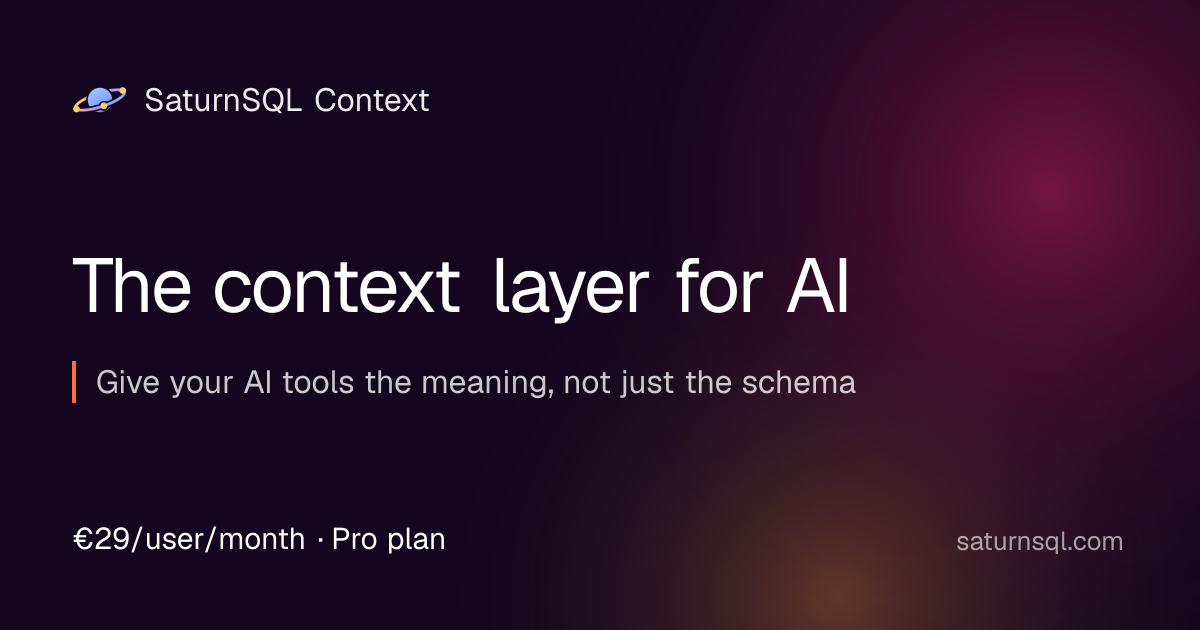 SaturnSQL Context
The context layer for AI
Give your AI tools the meaning, not just the schema
€29/user/month · Pro plan
saturnsql.com